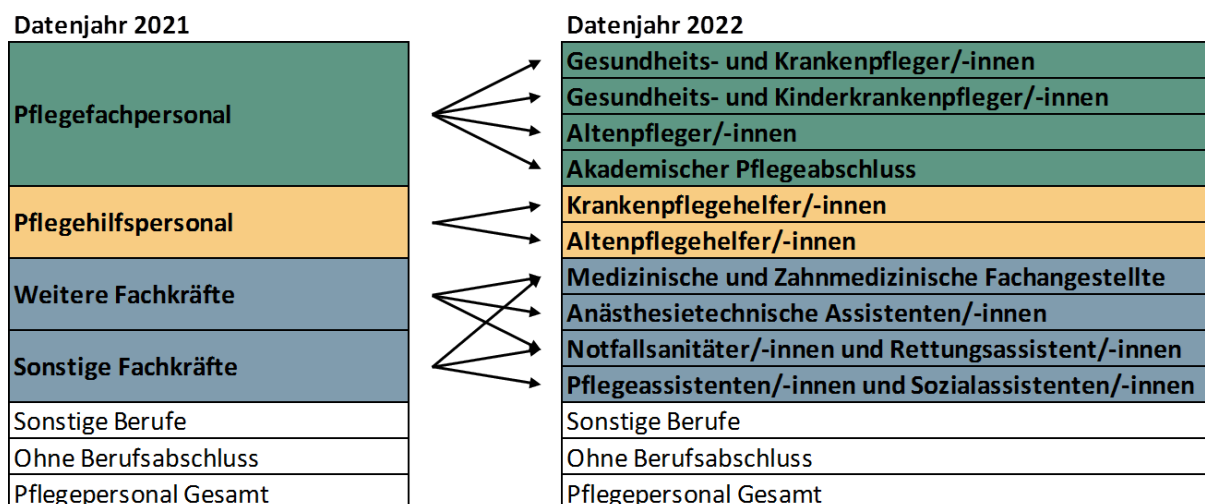 Datenjahr 2021
Pflegefachpersonal
Pflegehilfspersonal
Weitere Fachkräfte
Sonstige Fachkräfte
Sonstige Berufe
Ohne Berufsabschluss
Pflegepersonal Gesamt
Datenjahr 2022
Gesundheits- und Krankenpfleger/-innen
Gesundheits- und Kinderkrankenpfleger/-innen
Altenpfleger/-innen
Akademischer Pflegeabschluss
Krankenpflegehelfer/-innen
Altenpflegehelfer/-innen
Medizinische und Zahnmedizinische Fachangestellte
Anästhesietechnische Assistenten/-innen
Notfallsanitäter/-innen und Rettungsassistent/-innen
Pflegeassistenten/-innen und Sozialassistenten/-innen
Sonstige Berufe
Ohne Berufsabschluss
Pflegepersonal Gesamt